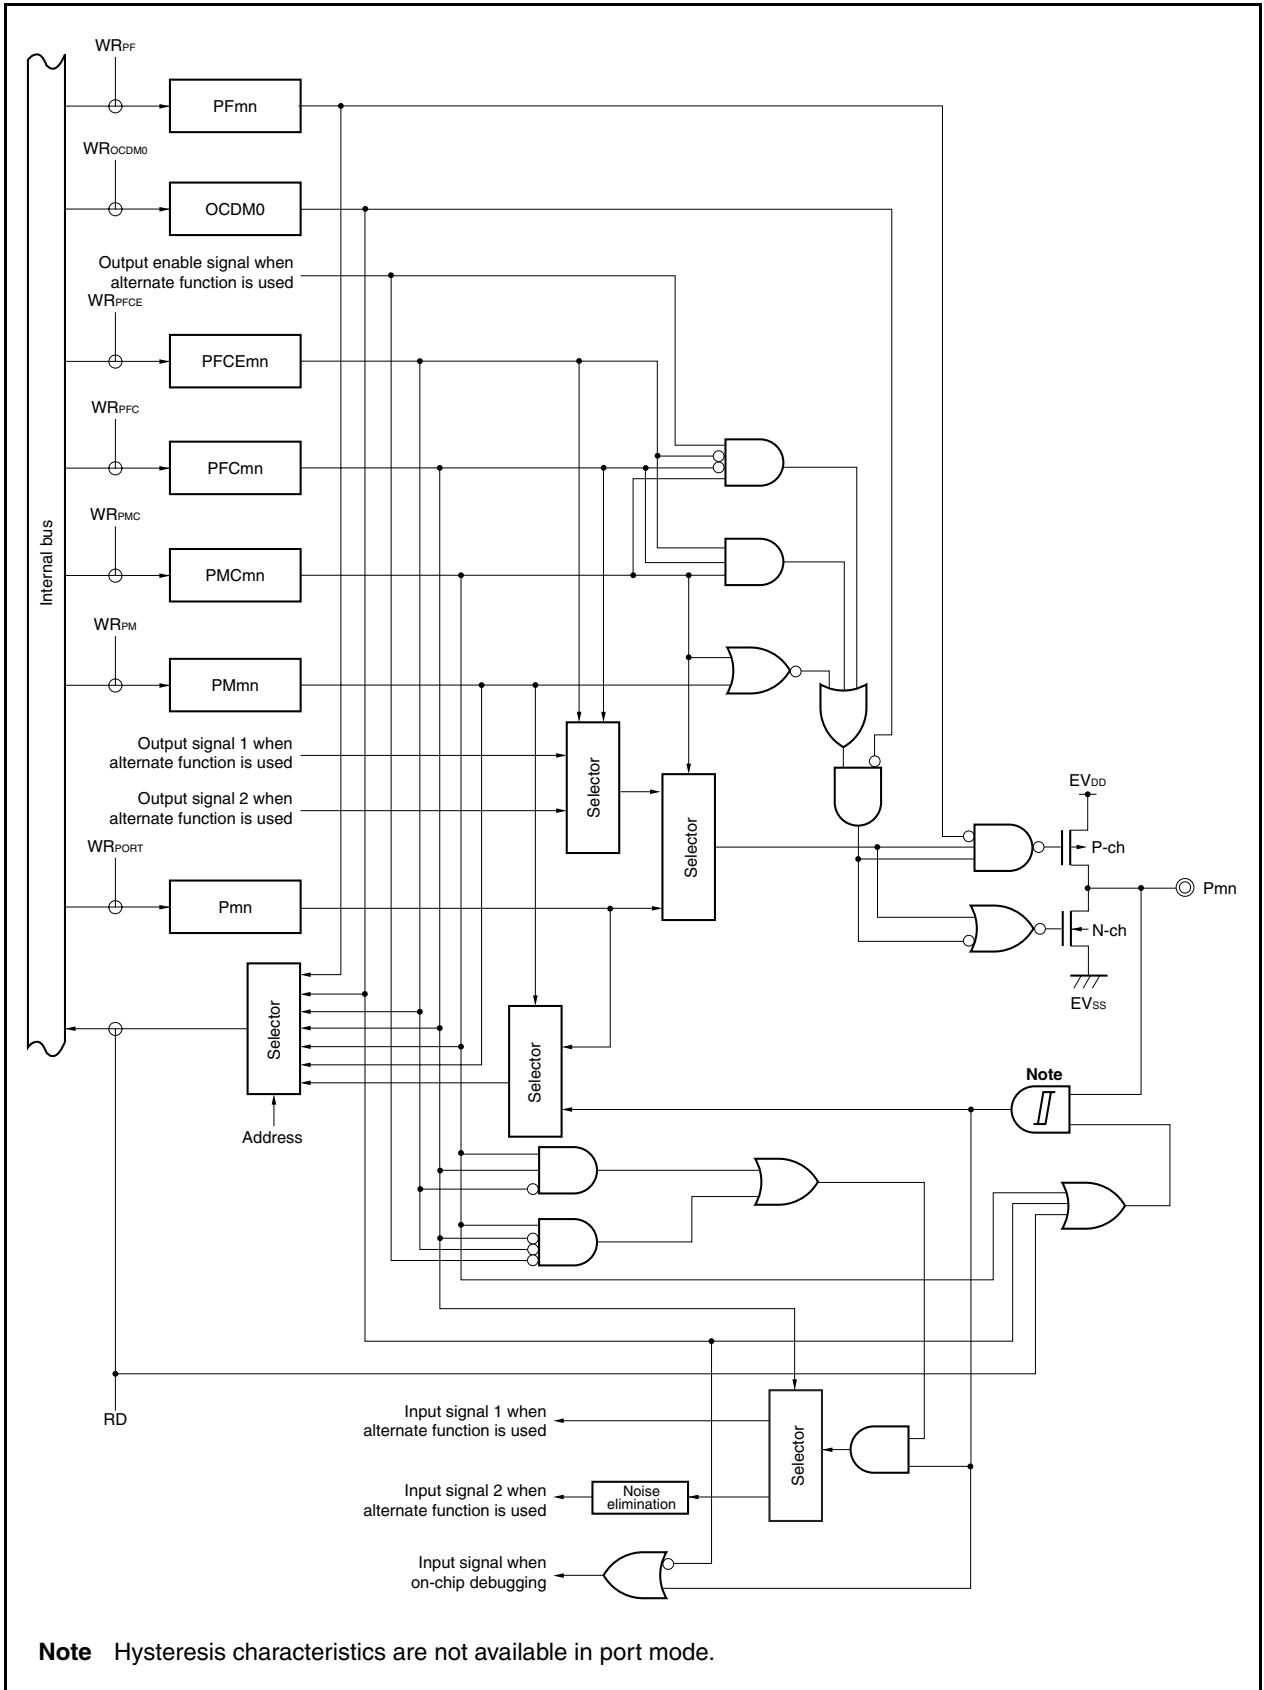 WRPF
PFmn
WROCDM0
OCDM0
Output enable signal when
alternate function is used
WRPFCE
PFCEmn
WRPFC
PFCmn
WRPMC
PMCmn
Internal bus
WRPM
PMmn
Output signal 1 when
alternate function is used
Output signal 2 when
alternate function is used
Selector
Selector
EVDD
P-ch
WRPORT
Pmn
Pmn
N-ch
EVSS
Selector
Selector
Address
Note
RD
Input signal 1 when
alternate function is used
Selector
Input signal 2 when
alternate function is used
Noise
elimination
Input signal when
on-chip debugging
Note Hysteresis characteristics are not available in port mode.